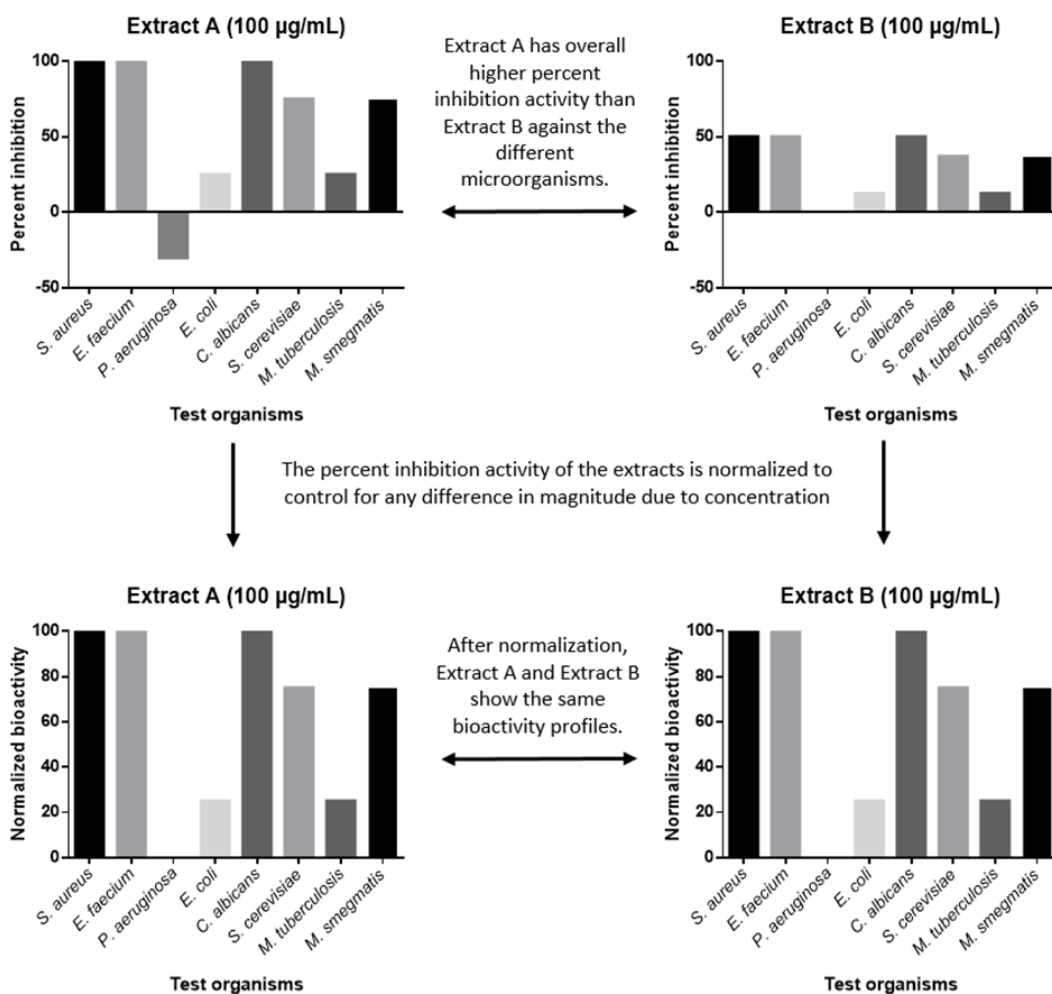 Extract A (100 µg/mL)
100
50
0
-50
Percent inhibition
S. aureus
E. faecium
P. aeruginosa
E. coli
C. albicans
S. cerevisiae
M. tuberculosis
M. smegmatis
Test organisms
Extract A has overall
higher percent
inhibition activity than
Extract B against the
different
microorganisms.
Extract B (100 µg/mL)
100
50
0
-50
Percent inhibition
S. aureus
E. faecium
P. aeruginosa
E. coli
C. albicans
S. cerevisiae
M. tuberculosis
M. smegmatis
Test organisms
The percent inhibition activity of the extracts is normalized to
control for any difference in magnitude due to concentration
Extract A (100 µg/mL)
100
80
60
40
20
0
Normalized bioactivity
S. aureus
E. faecium
P. aeruginosa
E. coli
C. albicans
S. cerevisiae
M. tuberculosis
M. smegmatis
Test organisms
After normalization,
Extract A and Extract B
show the same
bioactivity profiles.
Extract B (100 µg/mL)
100
80
60
40
20
0
Normalized bioactivity
S. aureus
E. faecium
P. aeruginosa
E. coli
C. albicans
S. cerevisiae
M. tuberculosis
M. smegmatis
Test organisms